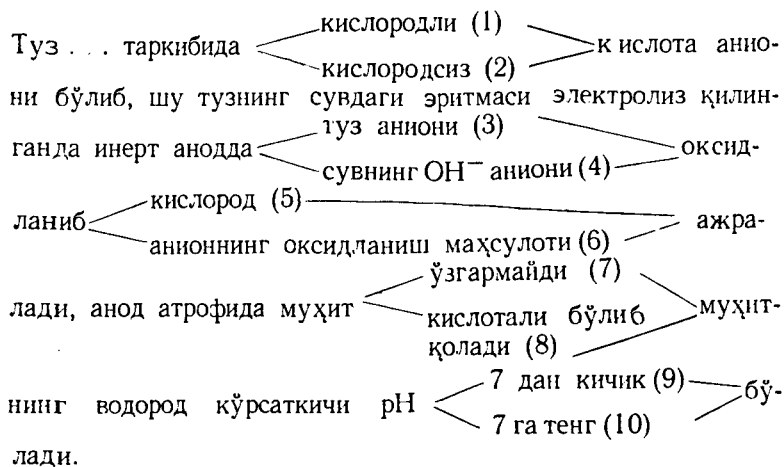 кислородли (1)
Туз . . . таркибида кислота анио-
кислородсиз (2)
ни бўлиб, шу тузнинг сувдаги эритмаси электролиз қилин-
туз аниони (3)
ганда инерт анодда оксид-
сувнинг OH⁻ аниони (4)
кислород (5)
ланиб ажра-
анионнинг оксидланиш маҳсулоти (6)
ўзгармайди (7)
лади, анод атрофида муҳит муҳит-
кислотали бўлиб
қолади (8)
7 дан кичик (9)
нинг водород кўрсаткичи pH бў-
7 га тенг (10)
лади.